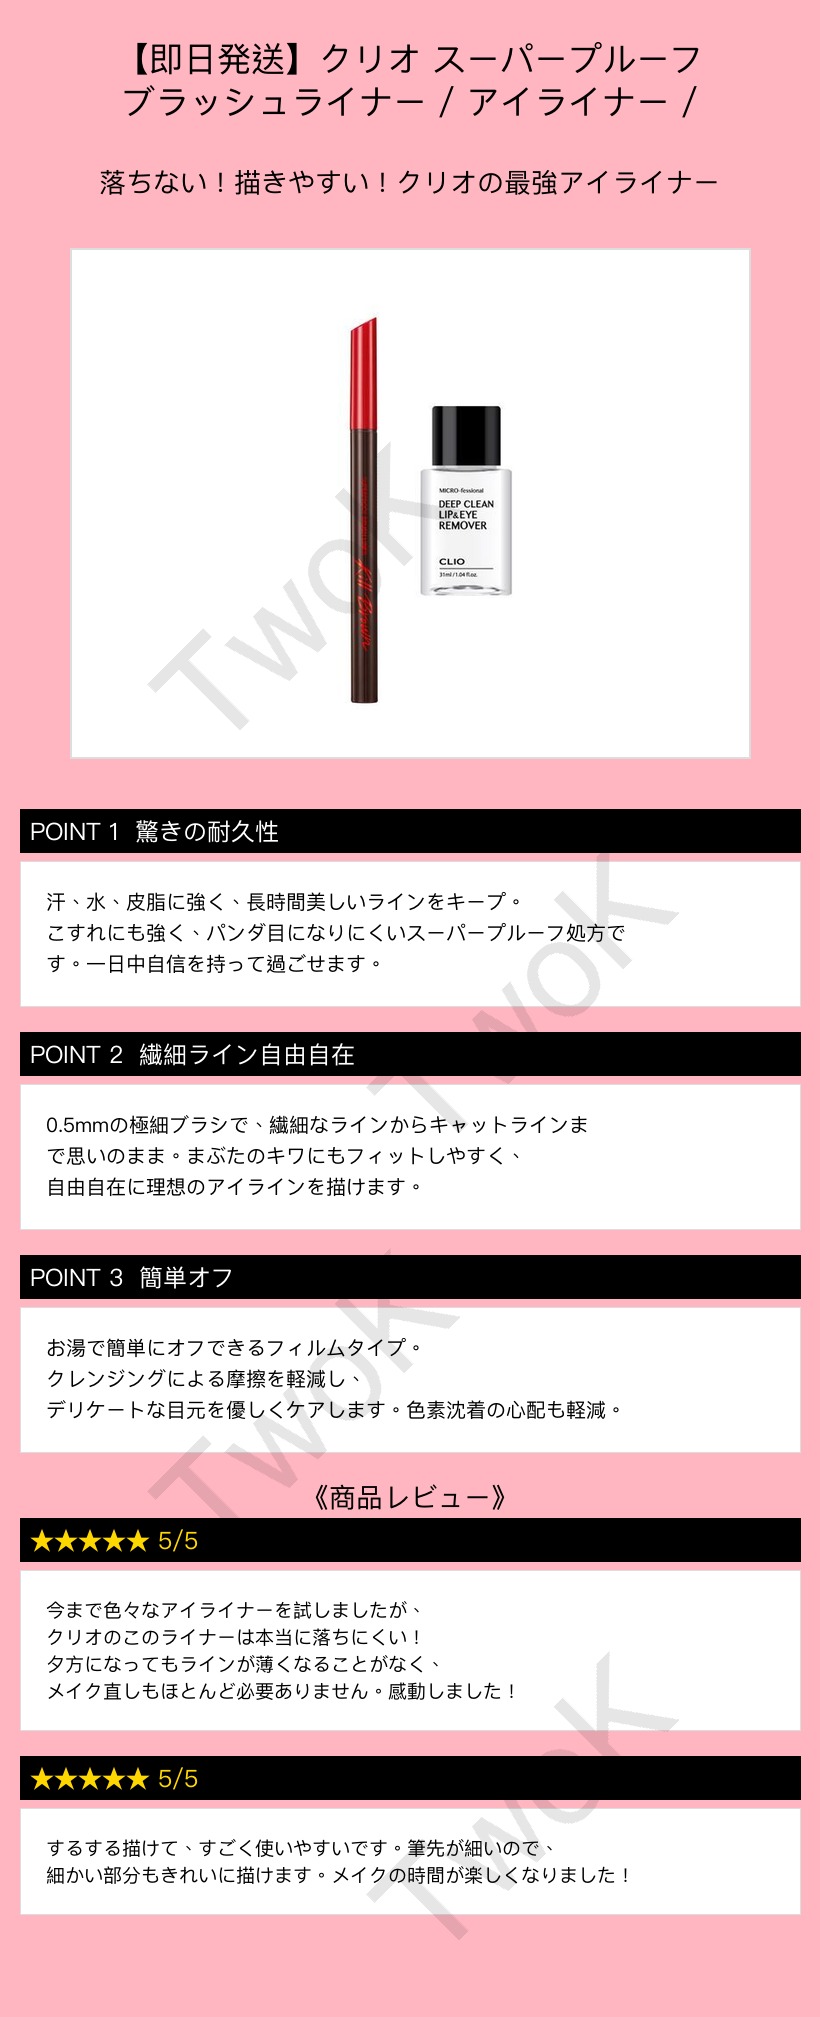 【即日発送】クリオ スーパープルーフ
ブラッシュライナー / アイライナー /
落ちない！描きやすい！クリオの最強アイライナー
Kill Brown
MICRO-fessional
DEEP CLEAN
LIP&EYE
REMOVER
CLIO
31ml/1.04 fl.oz.
TwoK
POINT 1 驚きの耐久性
汗、水、皮脂に強く、長時間美しいラインをキープ。
こすれにも強く、パンダ目になりにくいスーパープルーフ処方で
す。一日中自信を持って過ごせます。
TwoK
POINT 2 繊細ライン自由自在
0.5mmの極細ブラシで、繊細なラインからキャットラインま
で思いのまま。まぶたのキワにもフィットしやすく、
自由自在に理想のアイラインを描けます。
POINT 3 簡単オフ
お湯で簡単にオフできるフィルムタイプ。
クレンジングによる摩擦を軽減し、
デリケートな目元を優しくケアします。色素沈着の心配も軽減。
TwoK
《商品レビュー》
★★★★★ 5/5
今まで色々なアイライナーを試しましたが、
クリオのこのライナーは本当に落ちにくい！
夕方になってもラインが薄くなることがなく、
メイク直しもほとんど必要ありません。感動しました！
★★★★★ 5/5
するする描けて、すごく使いやすいです。筆先が細いので、
細かい部分もきれいに描けます。メイクの時間が楽しくなりました！
TwoK